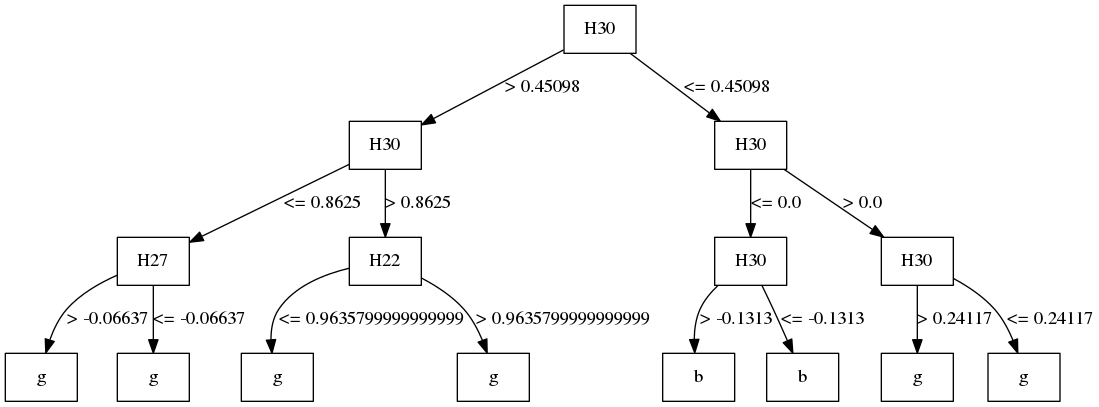 H30
> 0.45098 <= 0.45098
H30 H30
<= 0.8625 > 0.8625 <= 0.0 > 0.0
H27 H22 H30 H30
> -0.06637 <= -0.06637 <= 0.9635799999999999 > 0.9635799999999999 > -0.1313 <= -0.1313 > 0.24117 <= 0.24117
g g g g b b g g